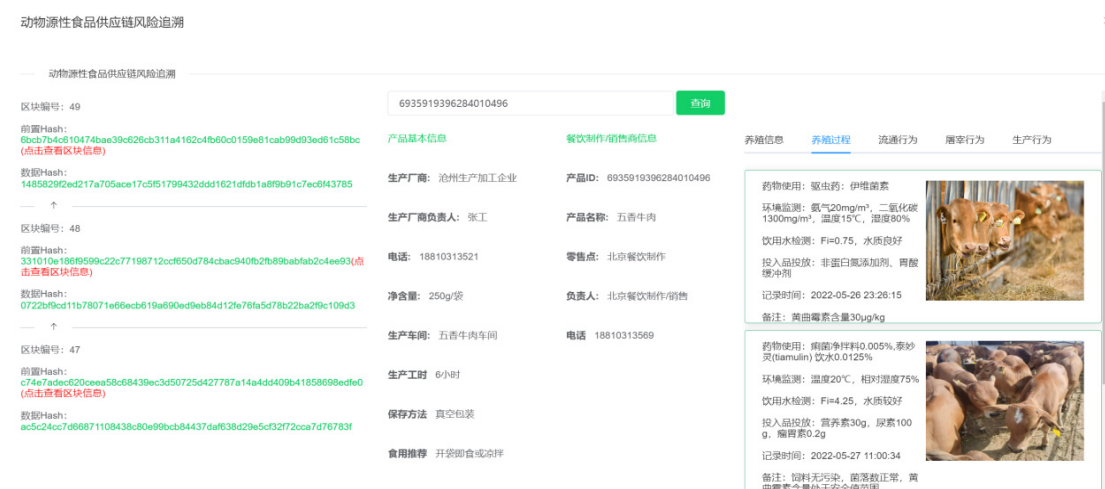 动物源性食品供应链风险追溯
动物源性食品供应链风险追溯
区块编号：49
前置Hash：
6bcb7b4c610474bae39c626cb311a4162c4fb60c0159e81cab99d93ed61c58bc
(点击查看区块信息)
数据Hash：
1485829f2ed217a705ace17c5f51799432ddd1621dfdb1a8f9b91c7ec6f43785
区块编号：48
前置Hash：
331010e186f9599c22c77198712ccf650d784cbac940fb2fb89babfab2c4ee93(点
击查看区块信息)
数据Hash：
0722bf9cd11b78071e66ecb619a690ed9eb84d12fe76fa5d78b22ba2f9c109d3
区块编号：47
前置Hash：
c74e7adec620ceea58c68439ec3d50725d427787a14a4dd409b41858698edfe0
(点击查看区块信息)
数据Hash：
ac5c24cc7d66871108438c80e99bcb84437daf638d29e5cf32f72cca7d76783f
6935919396284010496 查询
产品基本信息
生产厂商：沧州生产加工企业
生产厂商负责人：张工
电话：18810313521
净含量：250g/袋
生产车间：五香牛肉车间
生产工时 6小时
保存方法 真空包装
食用推荐 开袋即食或凉拌
餐饮制作/销售商信息
产品ID：6935919396284010496
产品名称：五香牛肉
零售点：北京餐饮制作
负责人：北京餐饮制作/销售
电话 18810313569
养殖信息 养殖过程 流通行为 屠宰行为 生产行为
药物使用：驱虫药：伊维菌素
环境监测：氨气20mg/m³，二氧化碳
1300mg/m³，温度15℃，湿度80%
饮用水检测：Fi=0.75，水质良好
投入品投放：非蛋白氮添加剂、胃酸
缓冲剂
记录时间：2022-05-26 23:26:15
备注：黄曲霉素含量30μg/kg
药物使用：痢菌净拌料0.005%,泰妙
灵(tiamulin) 饮水0.0125%
环境监测：温度20℃，相对湿度75%
饮用水检测：Fi=4.25，水质较好
投入品投放：营养素30g，尿素100
g，瘤胃素0.2g
记录时间：2022-05-27 11:00:34
备注：饲料无污染，菌落数正常，黄
曲霉素含量处于安全值范围